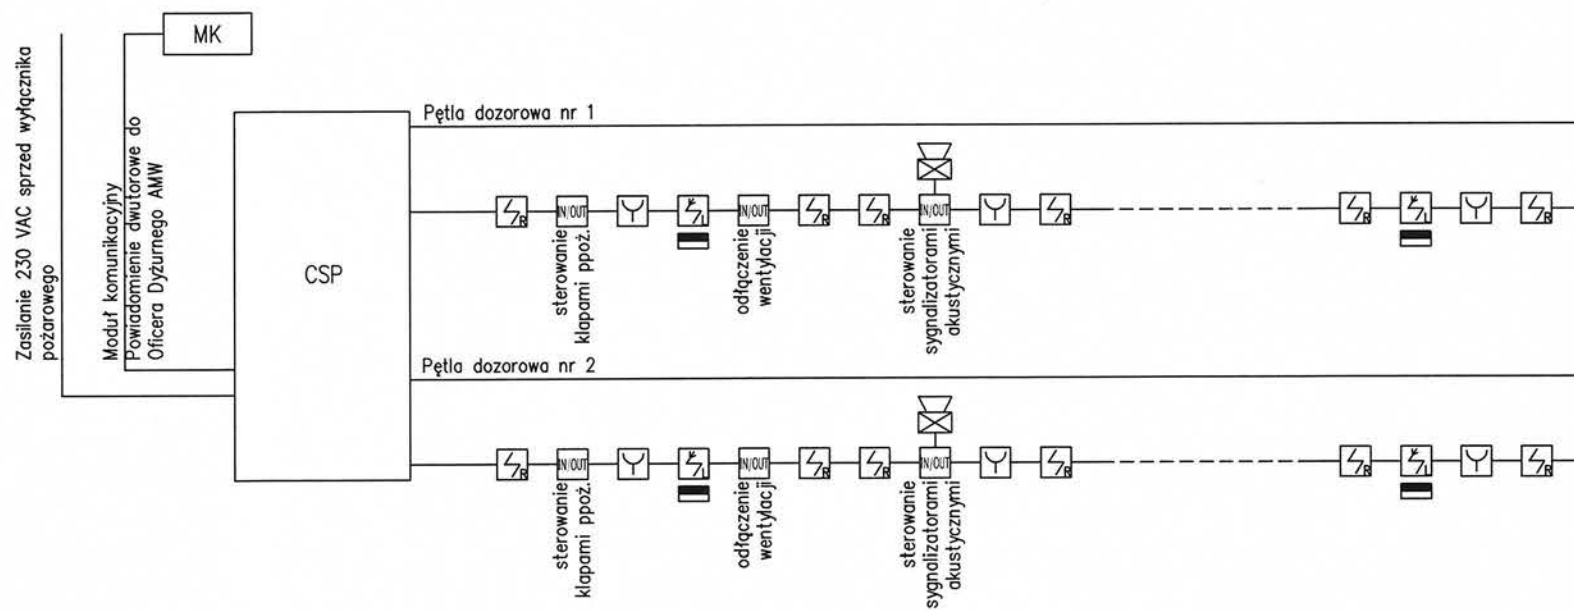 MK
Zasilanie 230 VAC sprzed wyłącznika
pożarowego
Moduł komunikacyjny
Powiadomienie dwutorowe do
Oficera Dyżurnego AMW
CSP
Pętla dozorowa nr 1
R
IN/OUT
L
IN/OUT
R
R
IN/OUT
R
R
L
R
sterowanie
klapami ppoż.
odłączenie
wentylacji
sterowanie
sygnalizatorami
akustycznymi
Pętla dozorowa nr 2
R
IN/OUT
L
IN/OUT
R
R
IN/OUT
R
R
L
R
sterowanie
klapami ppoż.
odłączenie
wentylacji
sterowanie
sygnalizatorami
akustycznymi